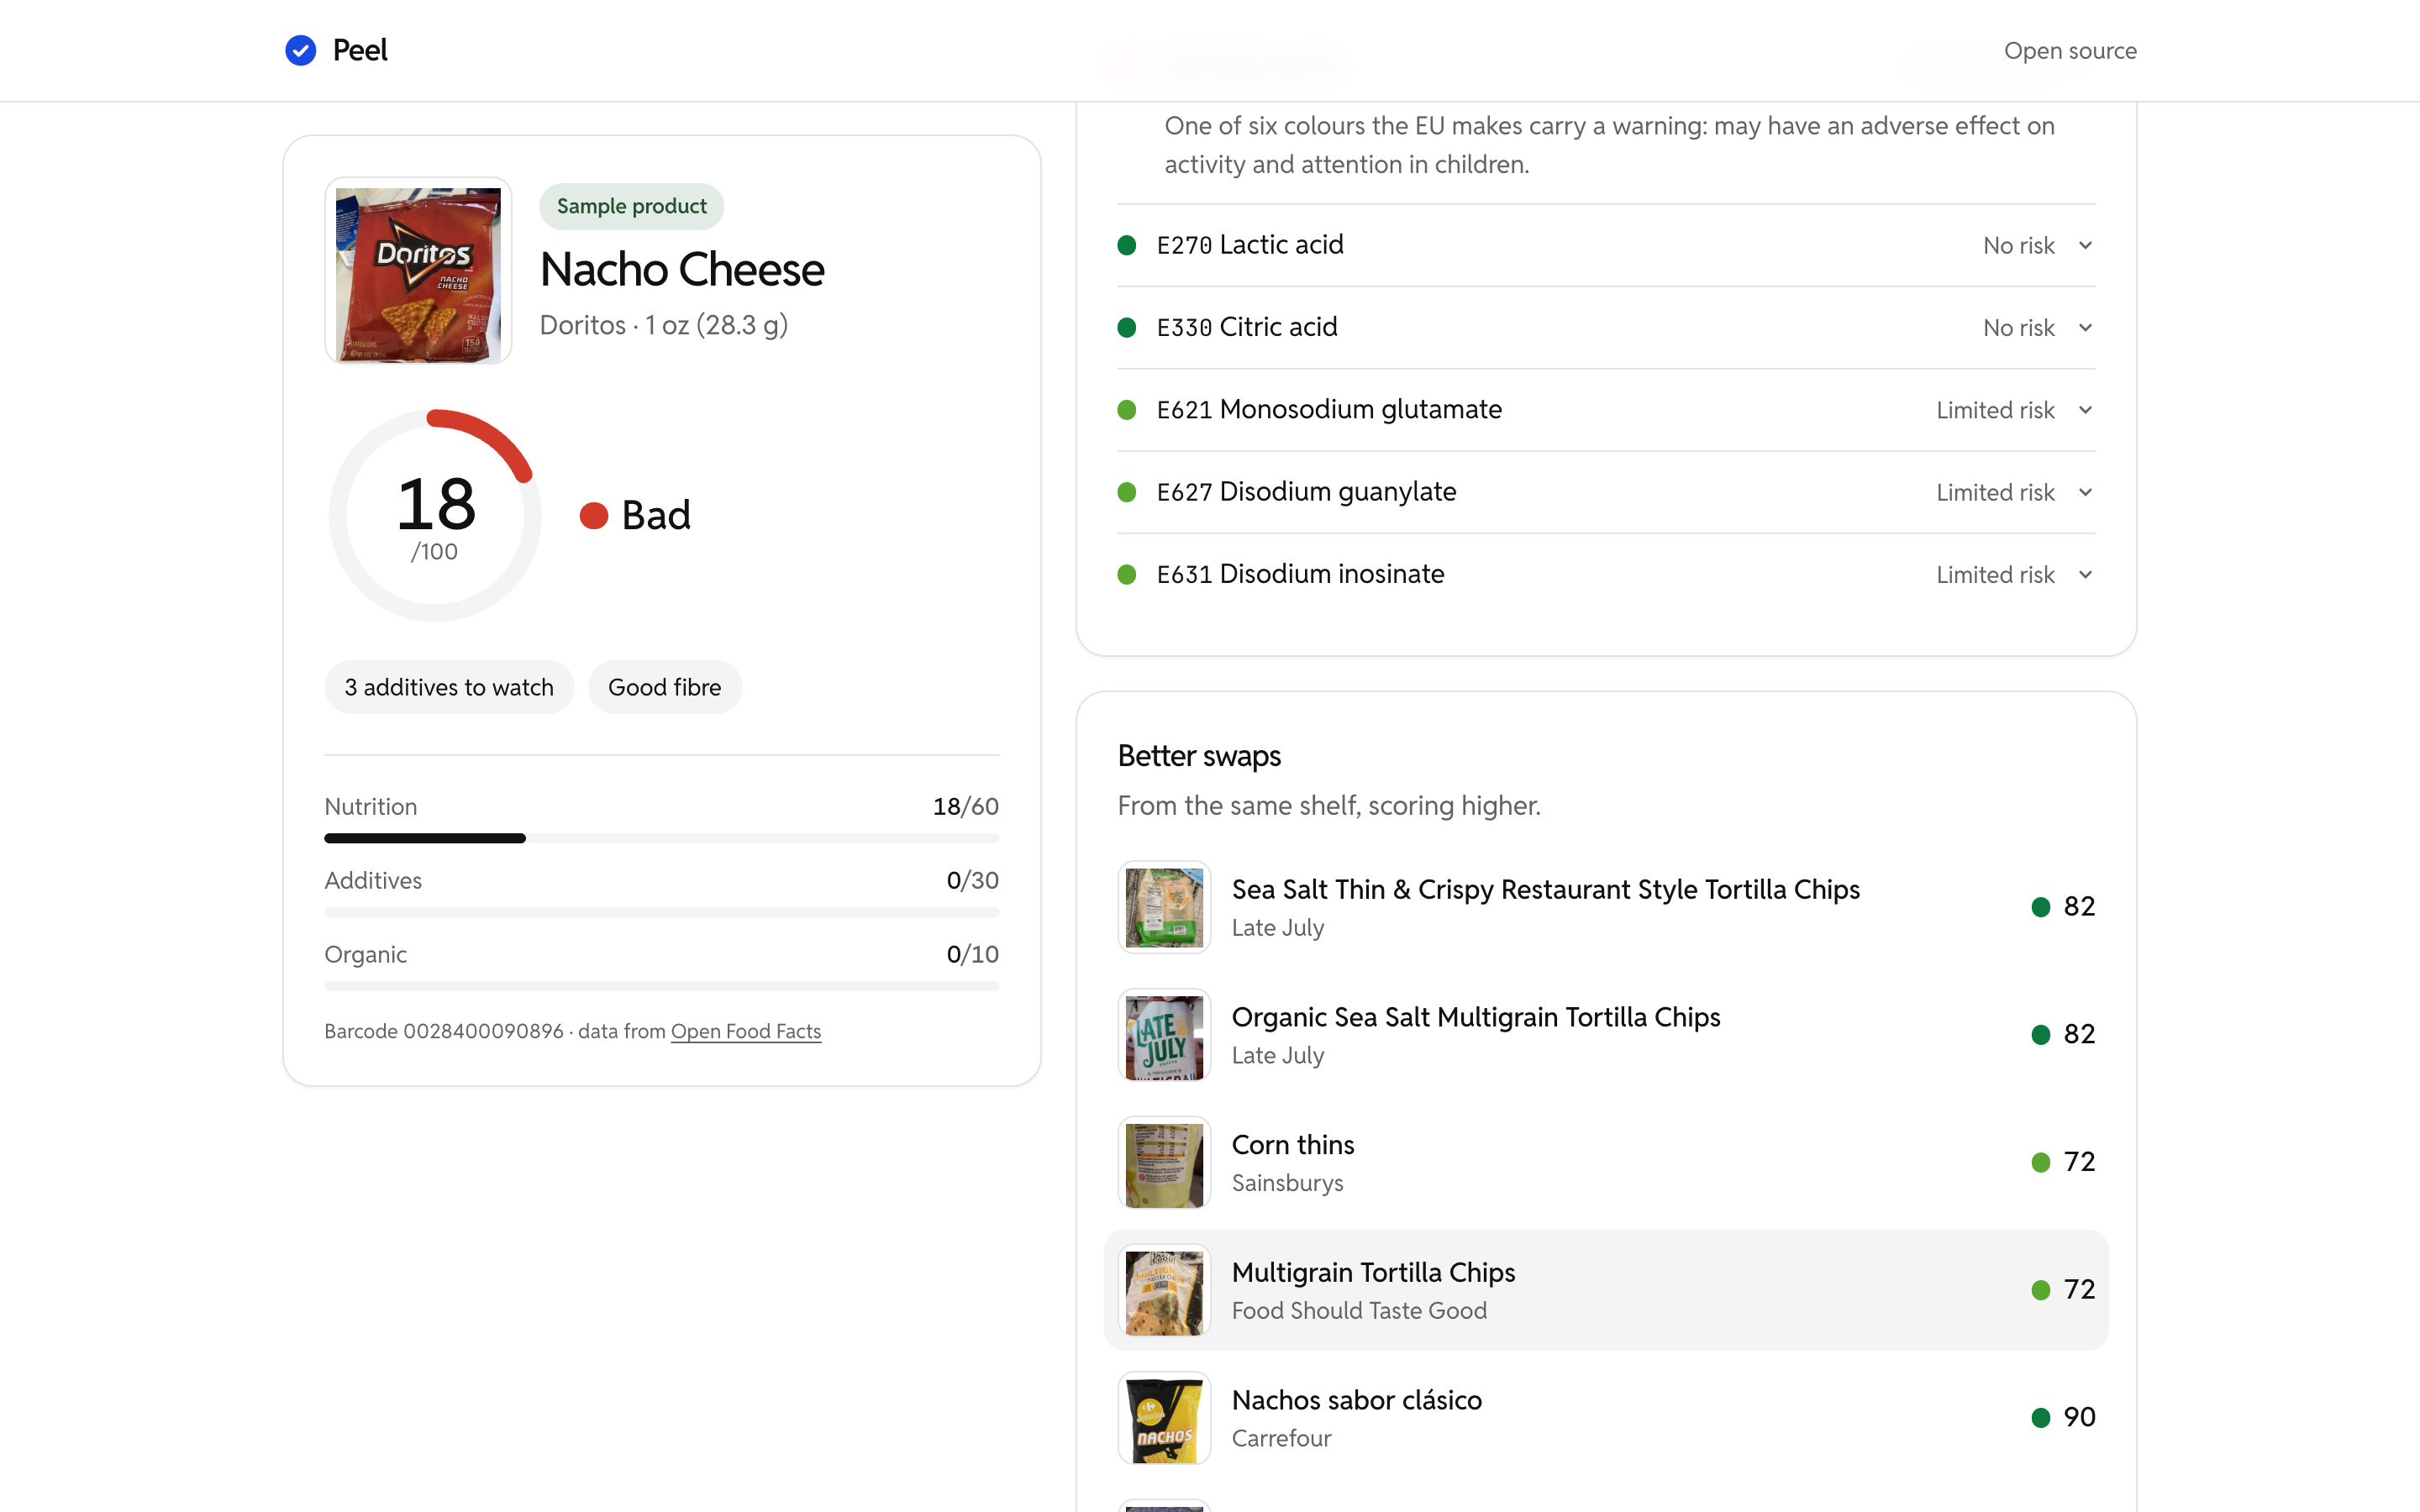 Peel
Open source
Sample product
Nacho Cheese
Doritos · 1 oz (28.3 g)
Doritos
NACHO
CHEESE
150
18
/100
Bad
3 additives to watch
Good fibre
Nutrition
18/60
Additives
0/30
Organic
0/10
Barcode 0028400090896 · data from Open Food Facts
One of six colours the EU makes carry a warning: may have an adverse effect on
activity and attention in children.
E270 Lactic acid
No risk
E330 Citric acid
No risk
E621 Monosodium glutamate
Limited risk
E627 Disodium guanylate
Limited risk
E631 Disodium inosinate
Limited risk
Better swaps
From the same shelf, scoring higher.
Sea Salt Thin & Crispy Restaurant Style Tortilla Chips
Late July
82
LATE
JULY
Organic Sea Salt Multigrain Tortilla Chips
Late July
82
Corn thins
Sainsburys
72
Multigrain Tortilla Chips
Food Should Taste Good
72
NACHOS
Nachos sabor clásico
Carrefour
90